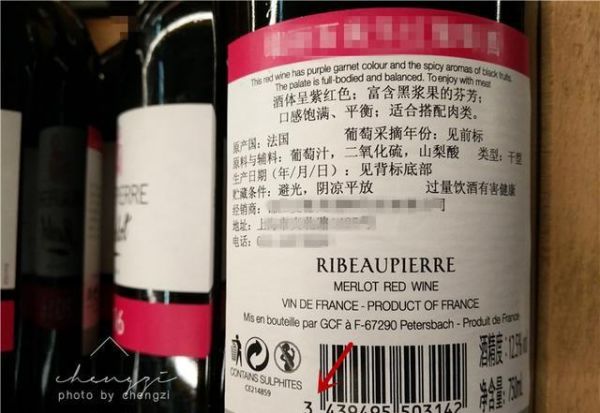 This red wine has purple garnet colour and the spicy aromas of black fruits.
The palate is full-bodied and balanced. To enjoy with meat
酒体呈紫红色；富含黑浆果的芬芳；
口感饱满、平衡；适合搭配肉类。
原产国：法国 葡萄采摘年份：见前标
原料与辅料：葡萄汁，二氧化硫，山梨酸 类型：干型
生产日期（年/月/日）：见背标底部
贮藏条件：避光，阴凉平放 过量饮酒有害健康
经销商：
地址：
电话：
RIBEAUPIERRE
MERLOT RED WINE
VIN DE FRANCE - PRODUCT OF FRANCE
Mis en bouteille par GCF à F-67290 Petersbach - Produit de France
CONTAINS SULPHITES
CE214859
酒精度：12.5%vol
净含量：750ml
3 439495 503142
PIERRE
chengzi
photo by chengzi